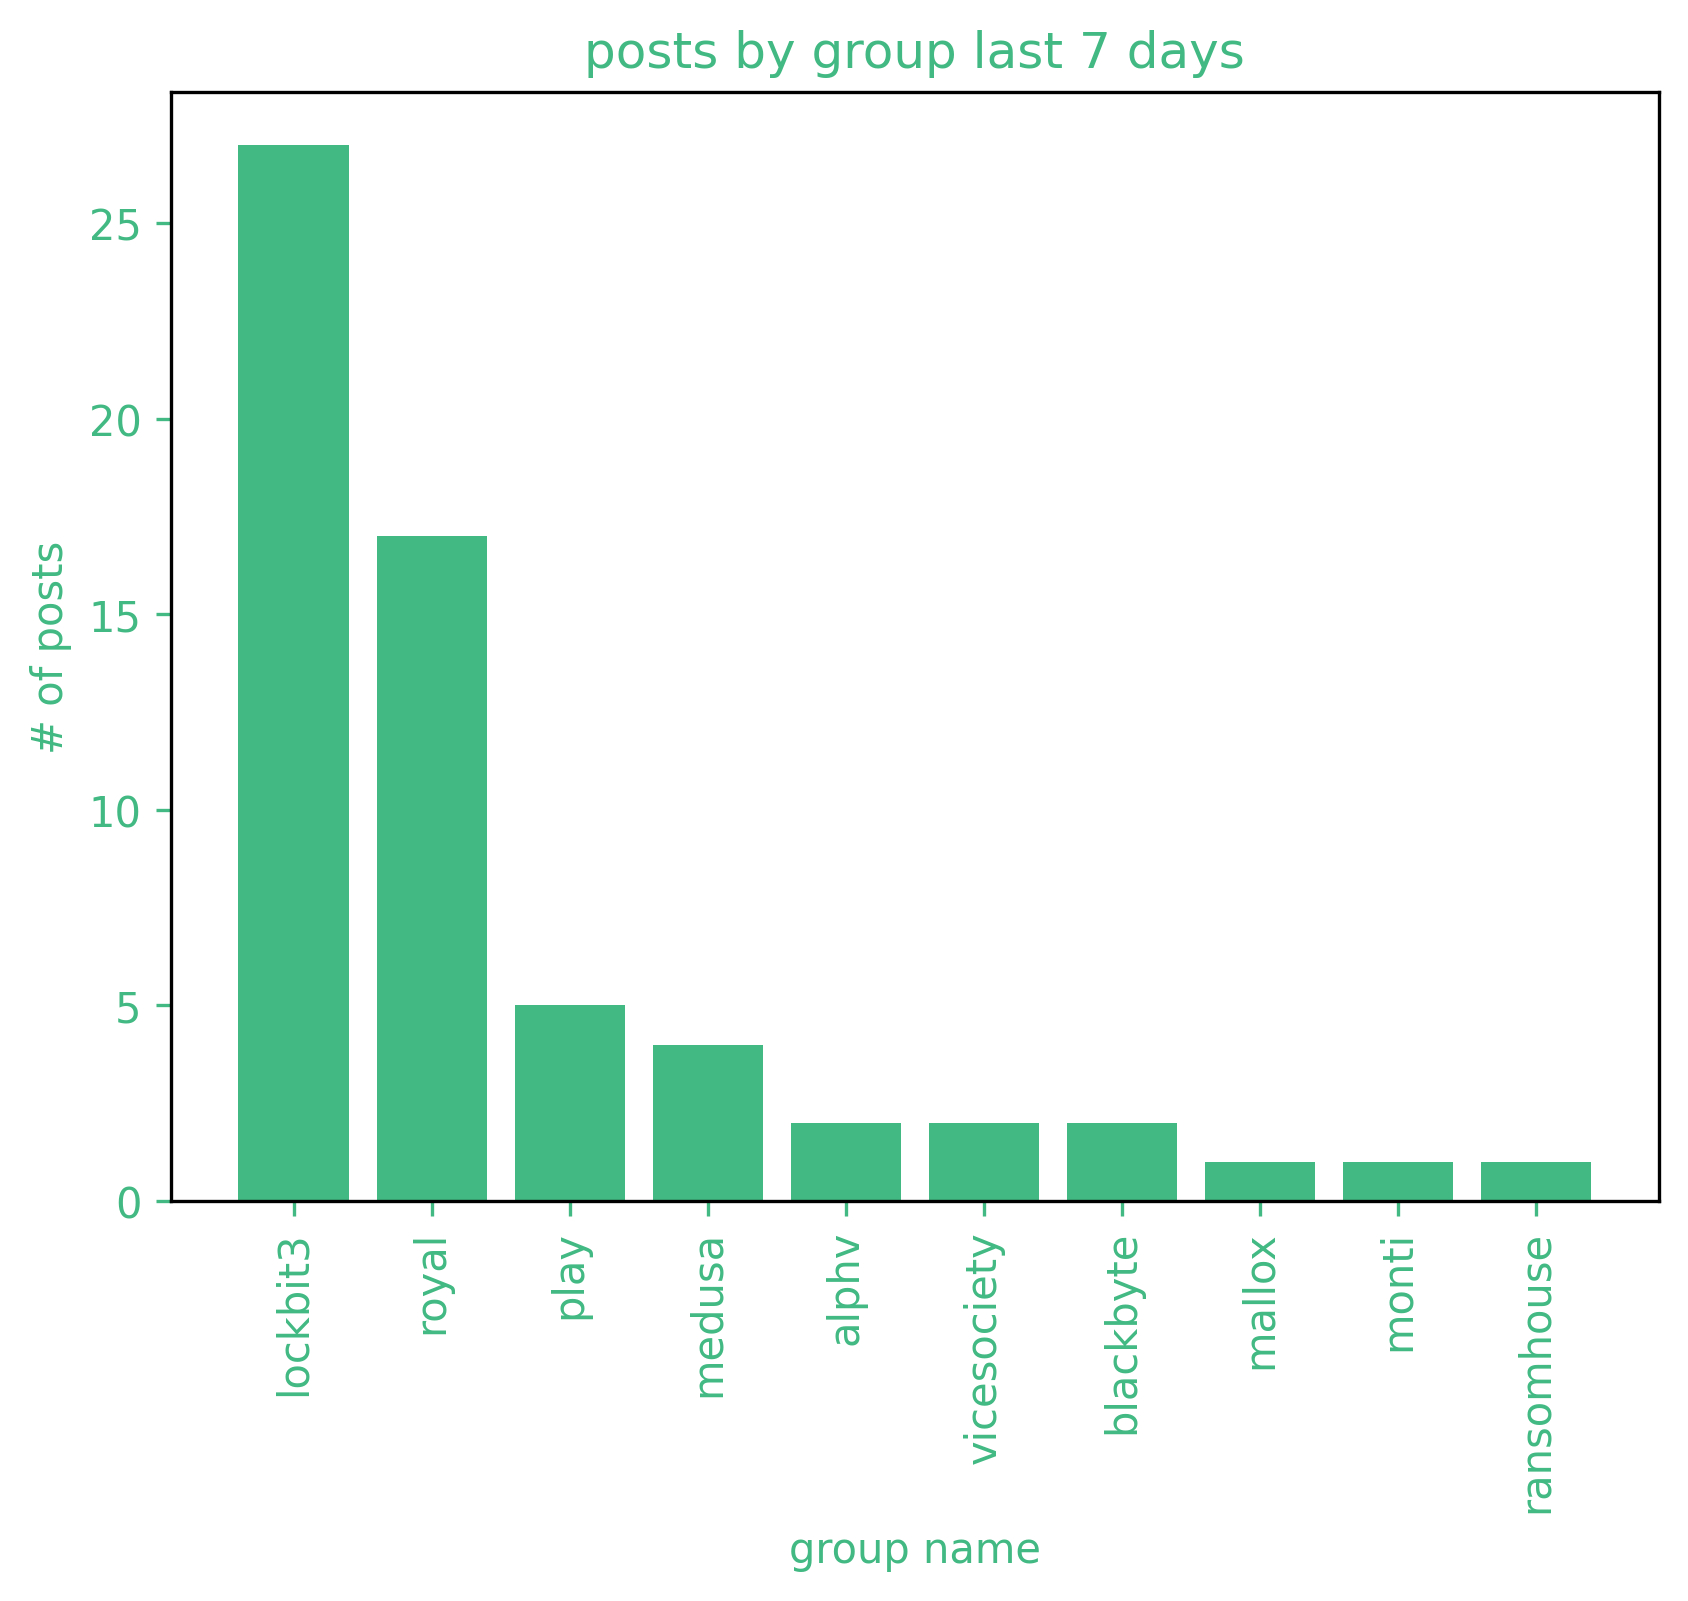 posts by group last 7 days
# of posts
25
20
15
10
5
0
lockbit3
royal
play
medusa
alphv
vicesociety
blackbyte
mallox
monti
ransomhouse
group name